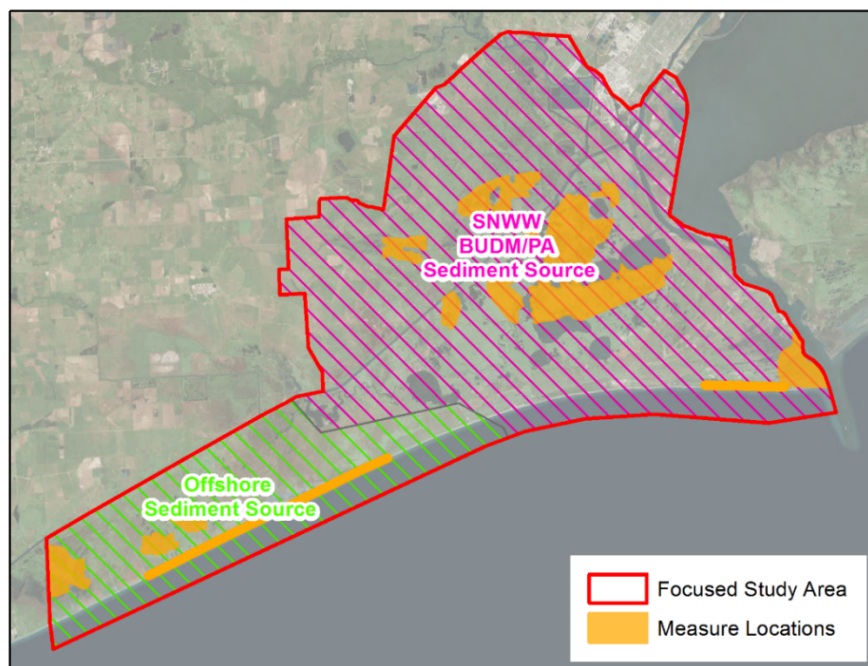 SNWW
BUDM/PA
Sediment Source
Offshore
Sediment Source
Focused Study Area
Measure Locations